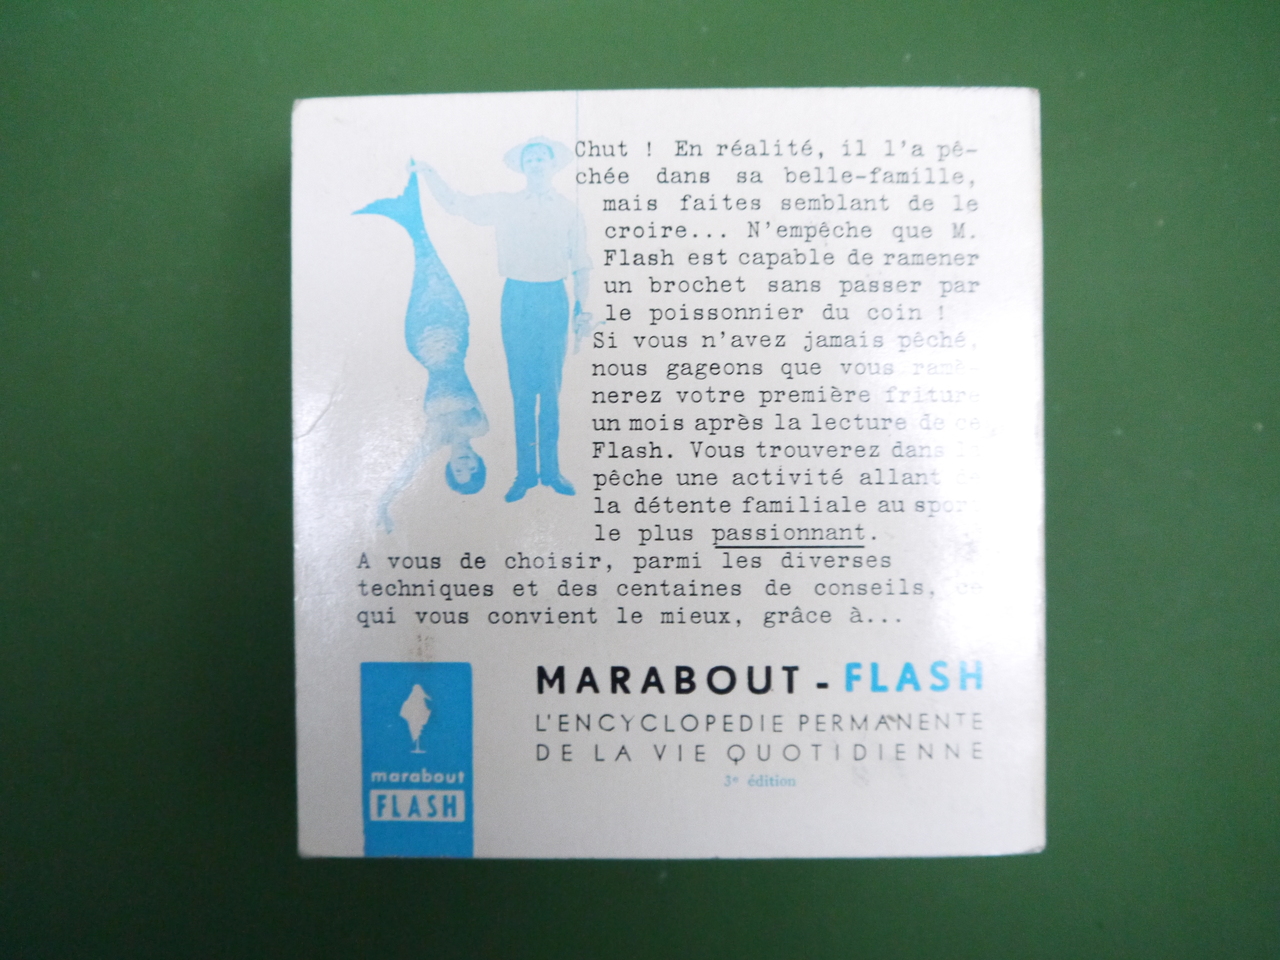 Chut ! En réalité, il l'a pê-
chée dans sa belle-famille,
mais faites semblant de le
croire... N'empêche que M.
Flash est capable de ramener
un brochet sans passer par
le poissonnier du coin !
Si vous n'avez jamais pêché,
nous gageons que vous ramè-
nerez votre première friture
un mois après la lecture de ce
Flash. Vous trouverez dans la
pêche une activité allant de
la détente familiale au sport
le plus passionnant.
A vous de choisir, parmi les diverses
techniques et des centaines de conseils, ce
qui vous convient le mieux, grâce à...
MARABOUT - FLASH
L'ENCYCLOPEDIE PERMANENTE
DE LA VIE QUOTIDIENNE
3e édition
marabout
FLASH